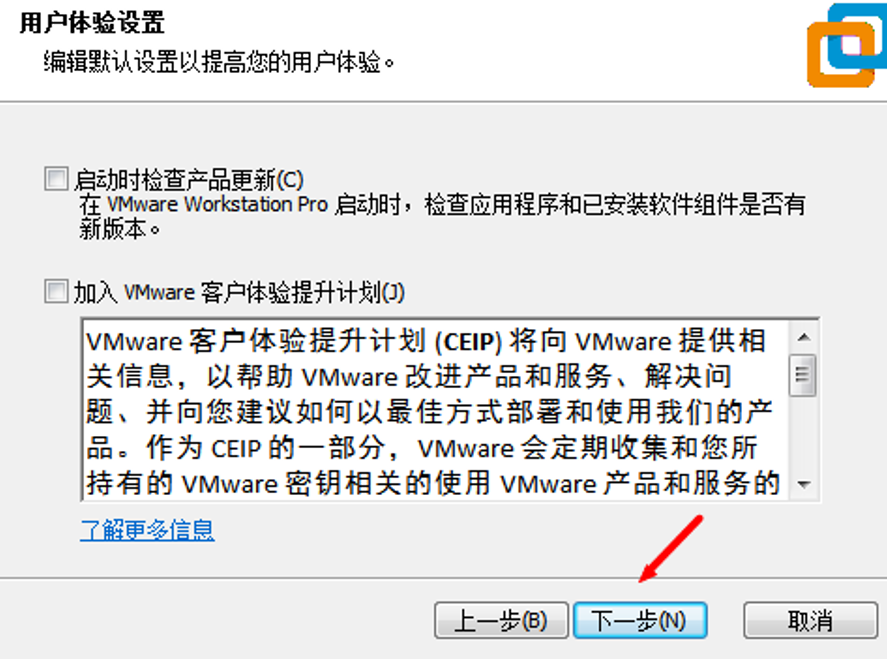 用户体验设置
编辑默认设置以提高您的用户体验。
启动时检查产品更新(C)
在 VMware Workstation Pro 启动时，检查应用程序和已安装软件组件是否有
新版本。
加入 VMware 客户体验提升计划(J)
VMware 客户体验提升计划 (CEIP) 将向 VMware 提供相
关信息，以帮助 VMware 改进产品和服务、解决问
题、并向您建议如何以最佳方式部署和使用我们的产
品。作为 CEIP 的一部分，VMware 会定期收集和您所
持有的 VMware 密钥相关的使用 VMware 产品和服务的
了解更多信息
上一步(B) 下一步(N) 取消